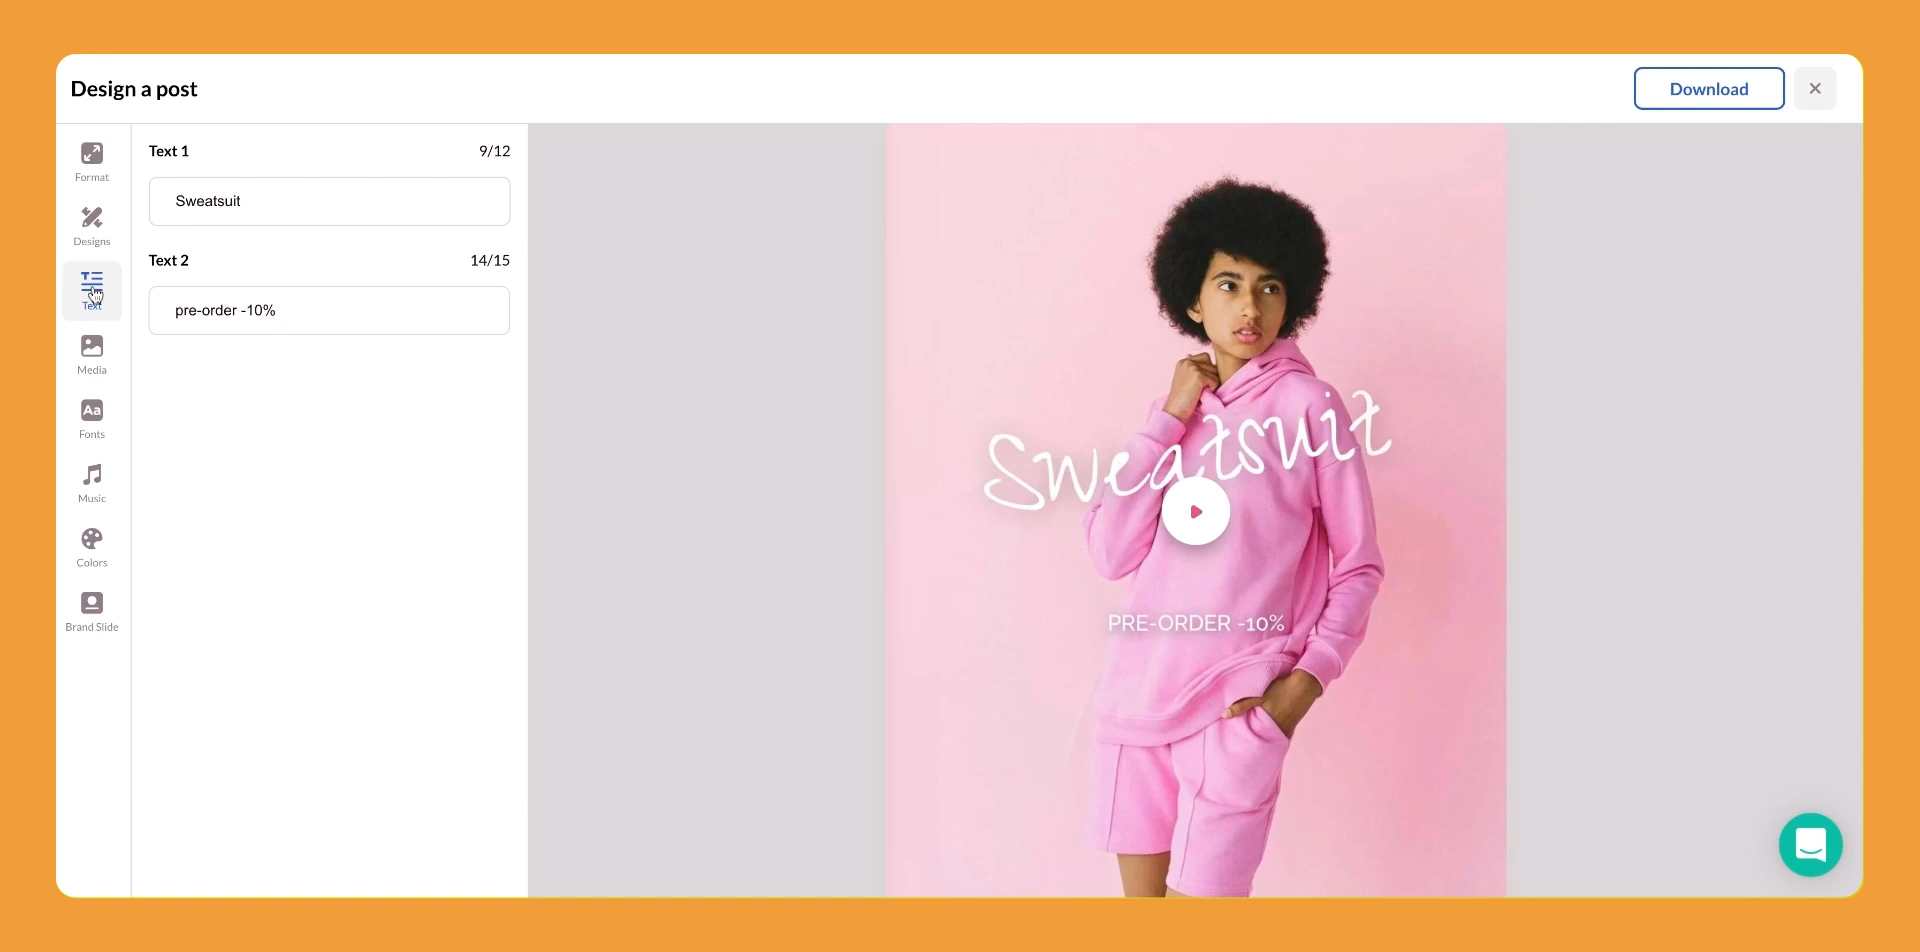 Design a post
Download
Format
Designs
Text
Media
Aa
Fonts
Music
Colors
Brand Slide
Text 1
9/12
Sweatsuit
Text 2
14/15
pre-order -10%
Sweatsuit
PRE-ORDER -10%